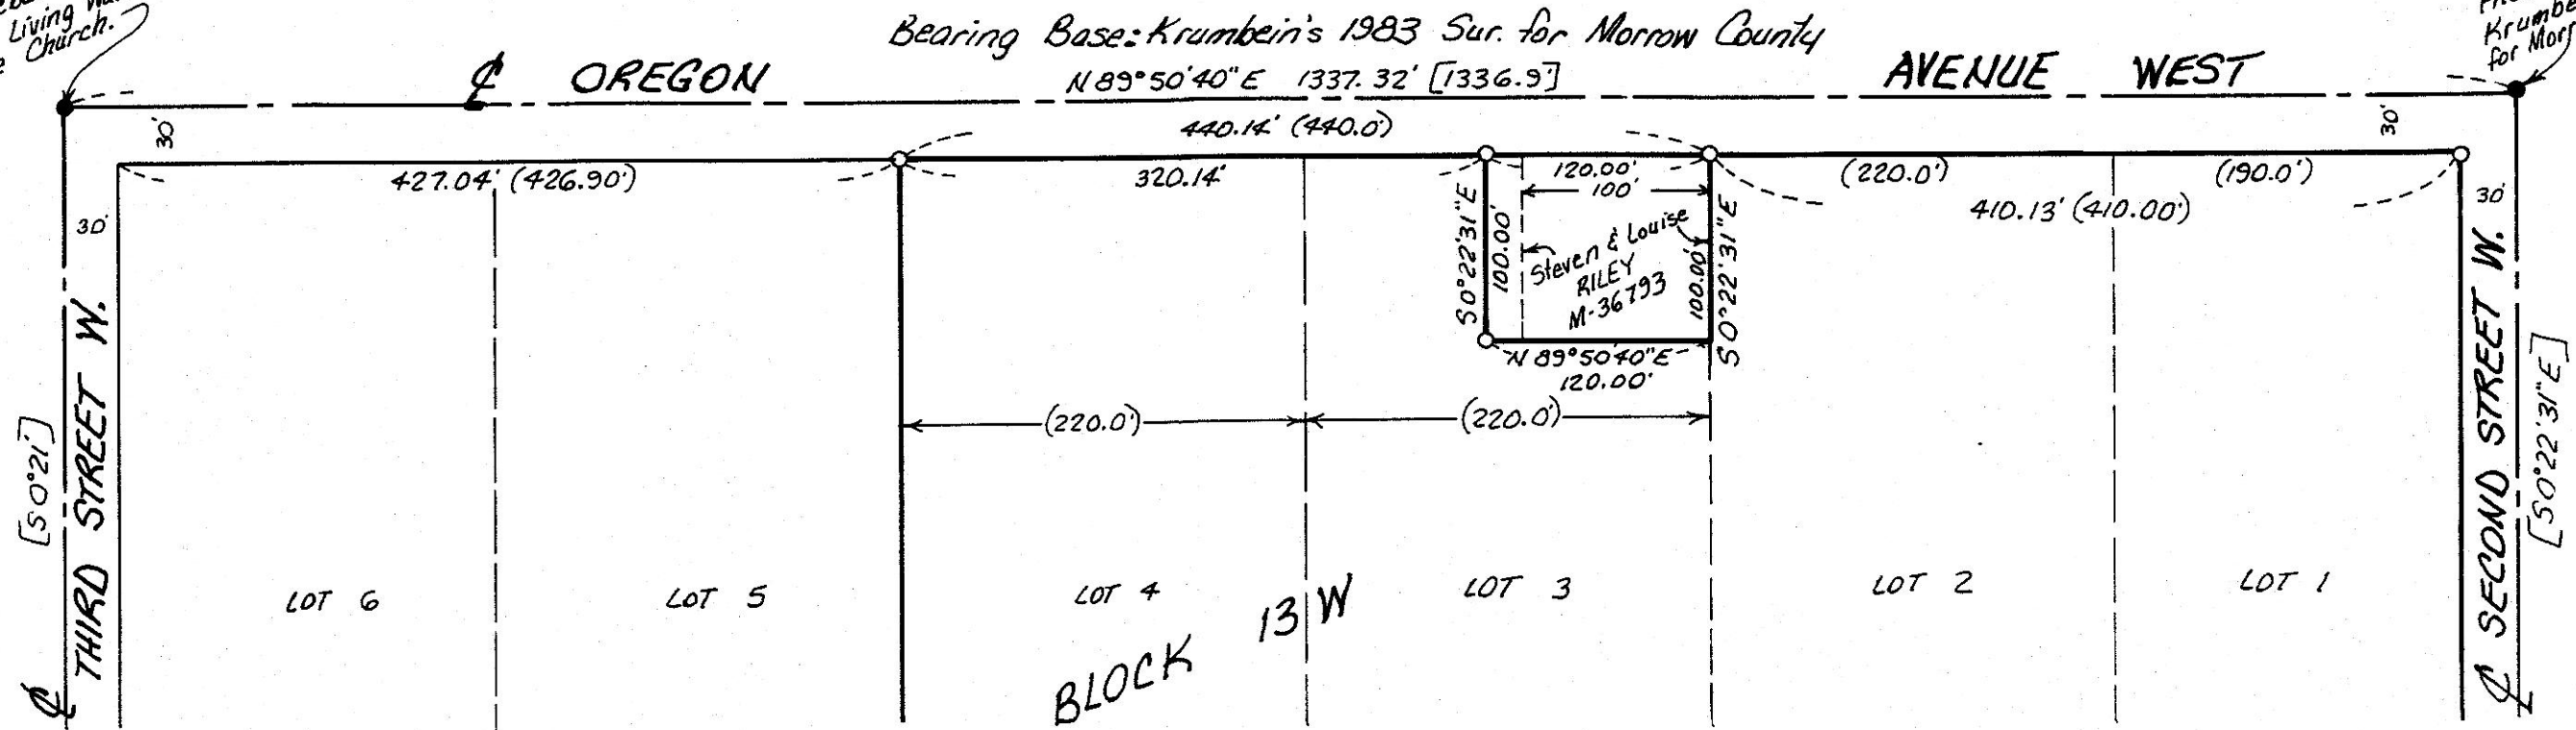 Living
Church.
Bearing Base: Krumbein's 1983 Sur. for Morrow County
for
℄ OREGON AVENUE WEST
N 89°50'40"E 1337.32' [1336.9']
30'
30'
440.14' (440.0')
427.04' (426.90')
320.14'
120.00'
100'
(220.0')
(190.0')
410.13' (410.00')
30'
30'
S 0°22'31"E
100.00'
Steven & Louise
RILEY
M-36793
100.00'
S 0°22'31"E
N 89°50'40"E
120.00'
(220.0')
(220.0')
[S 0°21']
℄ THIRD STREET W.
℄ SECOND STREET W.
[S 0°22'31"E]
LOT 6
LOT 5
LOT 4
LOT 3
LOT 2
LOT 1
BLOCK 13 W